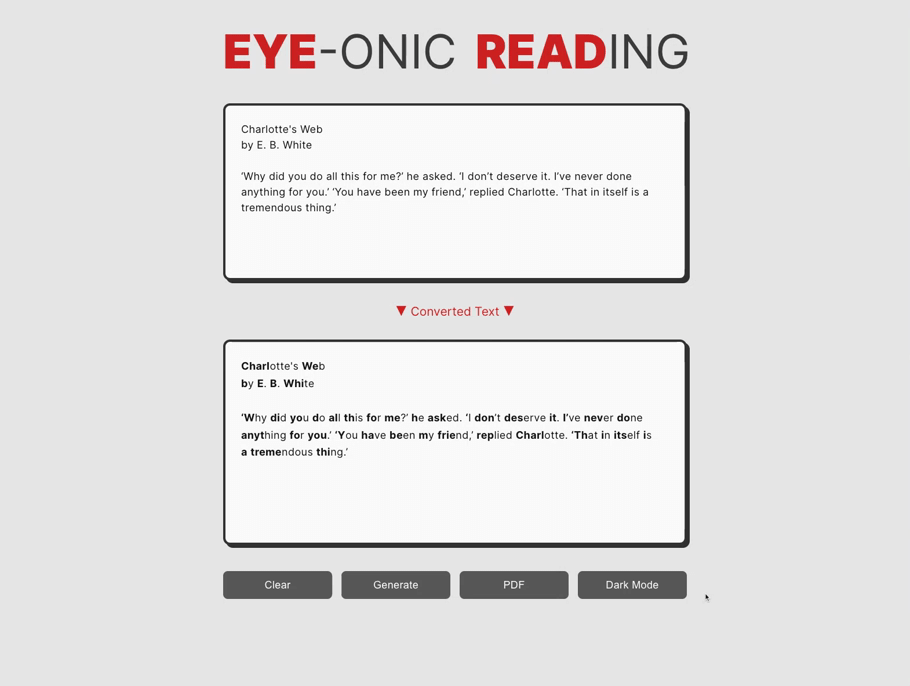 EYE-ONIC READING
Charlotte's Web
by E. B. White
‘Why did you do all this for me?’ he asked. ‘I don’t deserve it. I’ve never done
anything for you.’ ‘You have been my friend,’ replied Charlotte. ‘That in itself is a
tremendous thing.’
▼ Converted Text ▼
Charlotte's Web
by E. B. White
‘Why did you do all this for me?’ he asked. ‘I don’t deserve it. I’ve never done
anything for you.’ ‘You have been my friend,’ replied Charlotte. ‘That in itself is
a tremendous thing.’
Clear Generate PDF Dark Mode